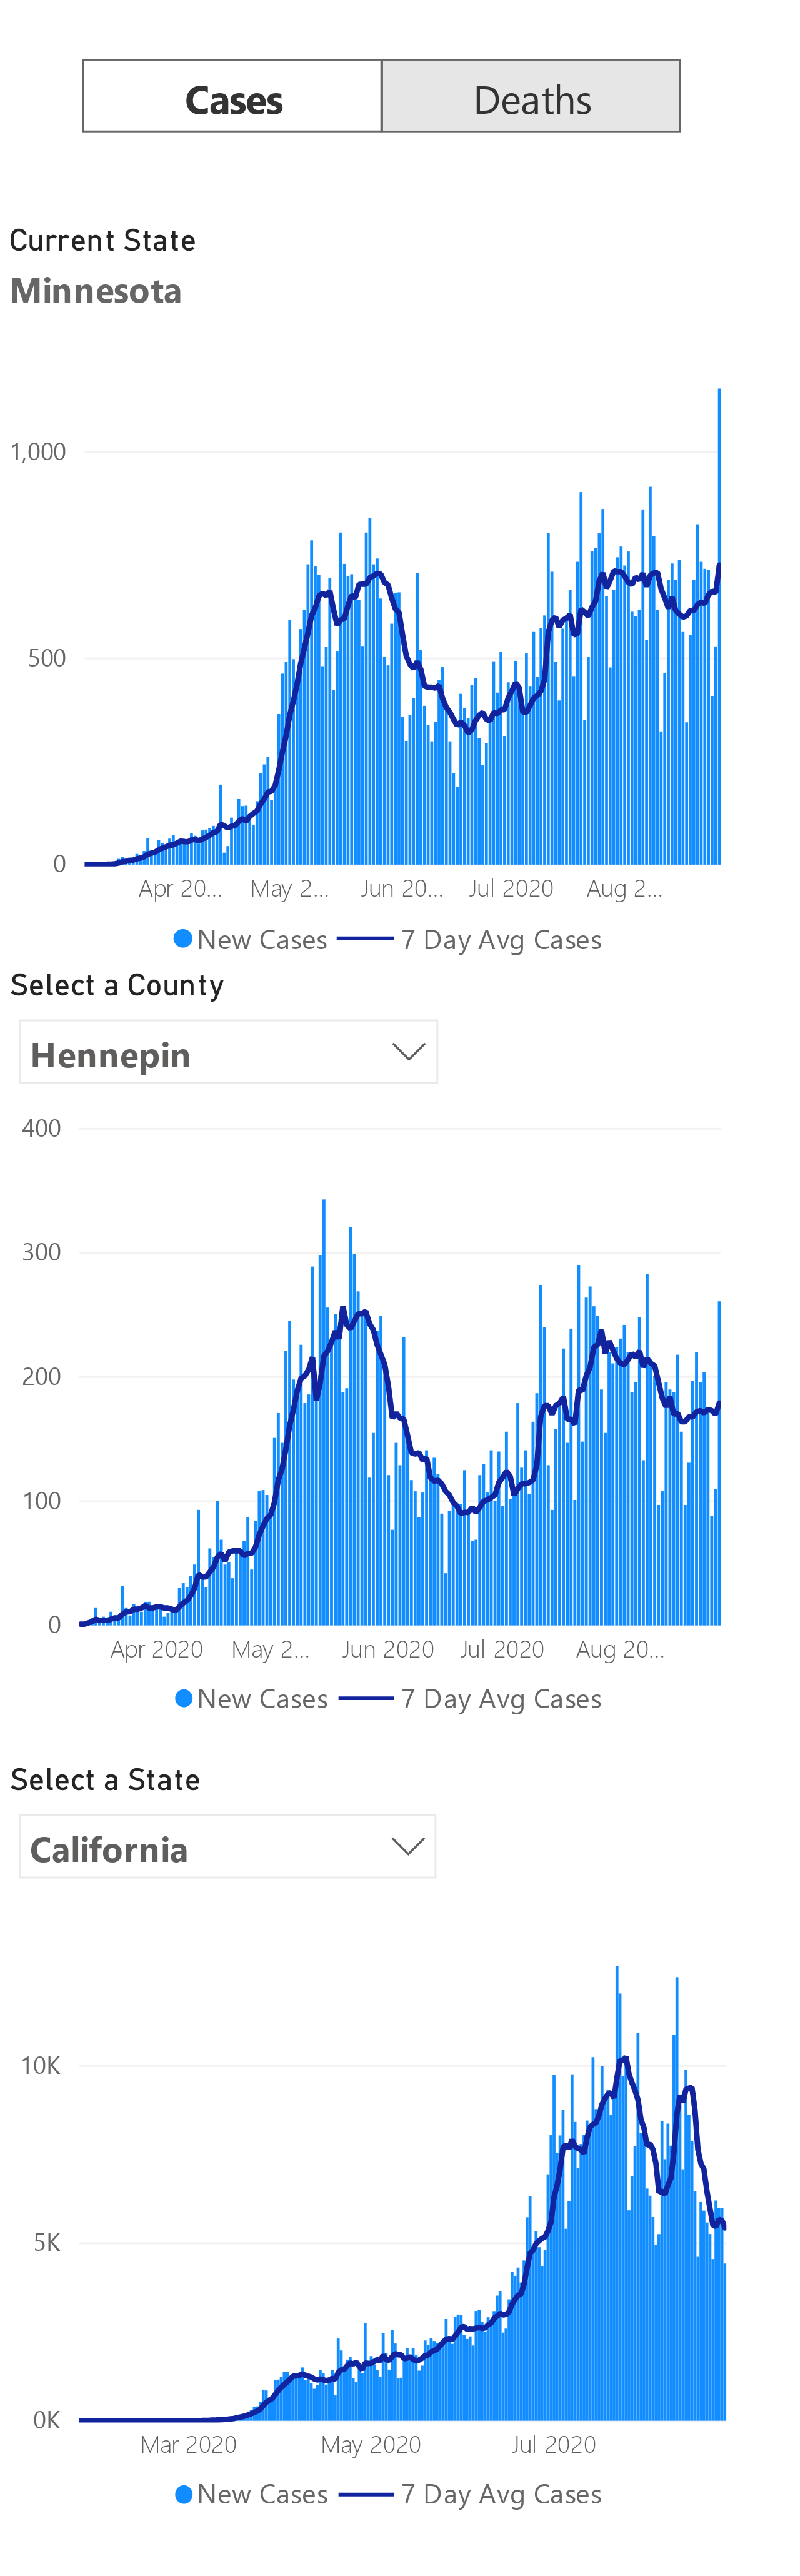 Cases Deaths
Current State
Minnesota
1,000
500
0
Apr 20... May 2... Jun 20... Jul 2020 Aug 2...
New Cases 7 Day Avg Cases
Select a County
Hennepin
400
300
200
100
0
Apr 2020 May 2... Jun 2020 Jul 2020 Aug 20...
New Cases 7 Day Avg Cases
Select a State
California
10K
5K
0K
Mar 2020 May 2020 Jul 2020
New Cases 7 Day Avg Cases